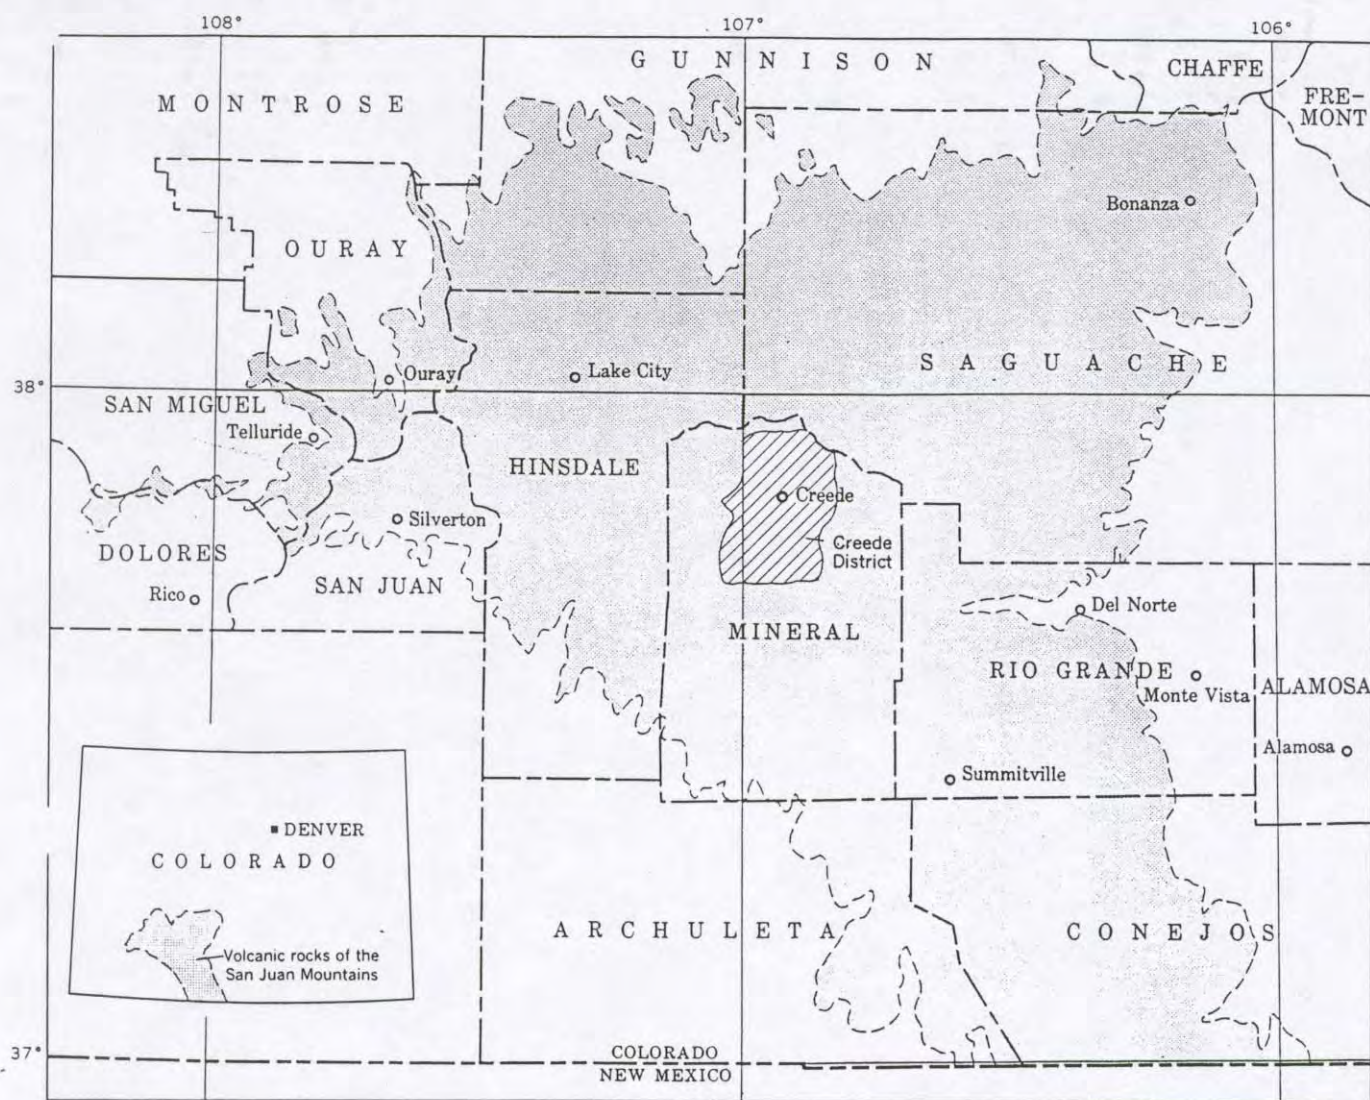 108°
107°
106°
GUNNISON
CHAFFE
MONTROSE
FRE-
MONT
Bonanza
OURAY
SAGUACHE
Ouray
Lake City
38°
SAN MIGUEL
Telluride
HINSDALE
Creede
Silverton
Creede
District
DOLORES
SAN JUAN
Rico
Del Norte
MINERAL
RIO GRANDE
Monte Vista
ALAMOSA
Alamosa
Summitville
DENVER
COLORADO
Volcanic rocks of the
San Juan Mountains
ARCHULETA
CONEJOS
37°
COLORADO
NEW MEXICO